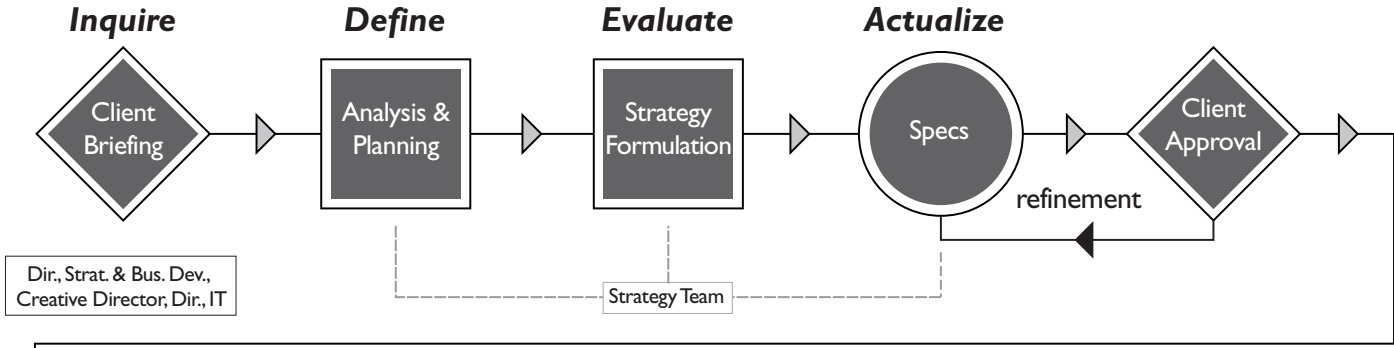 Inquire
Define
Evaluate
Actualize
Client
Briefing
Analysis &
Planning
Strategy
Formulation
Specs
Client
Approval
refinement
Dir., Strat. & Bus. Dev.,
Creative Director, Dir., IT
Strategy Team